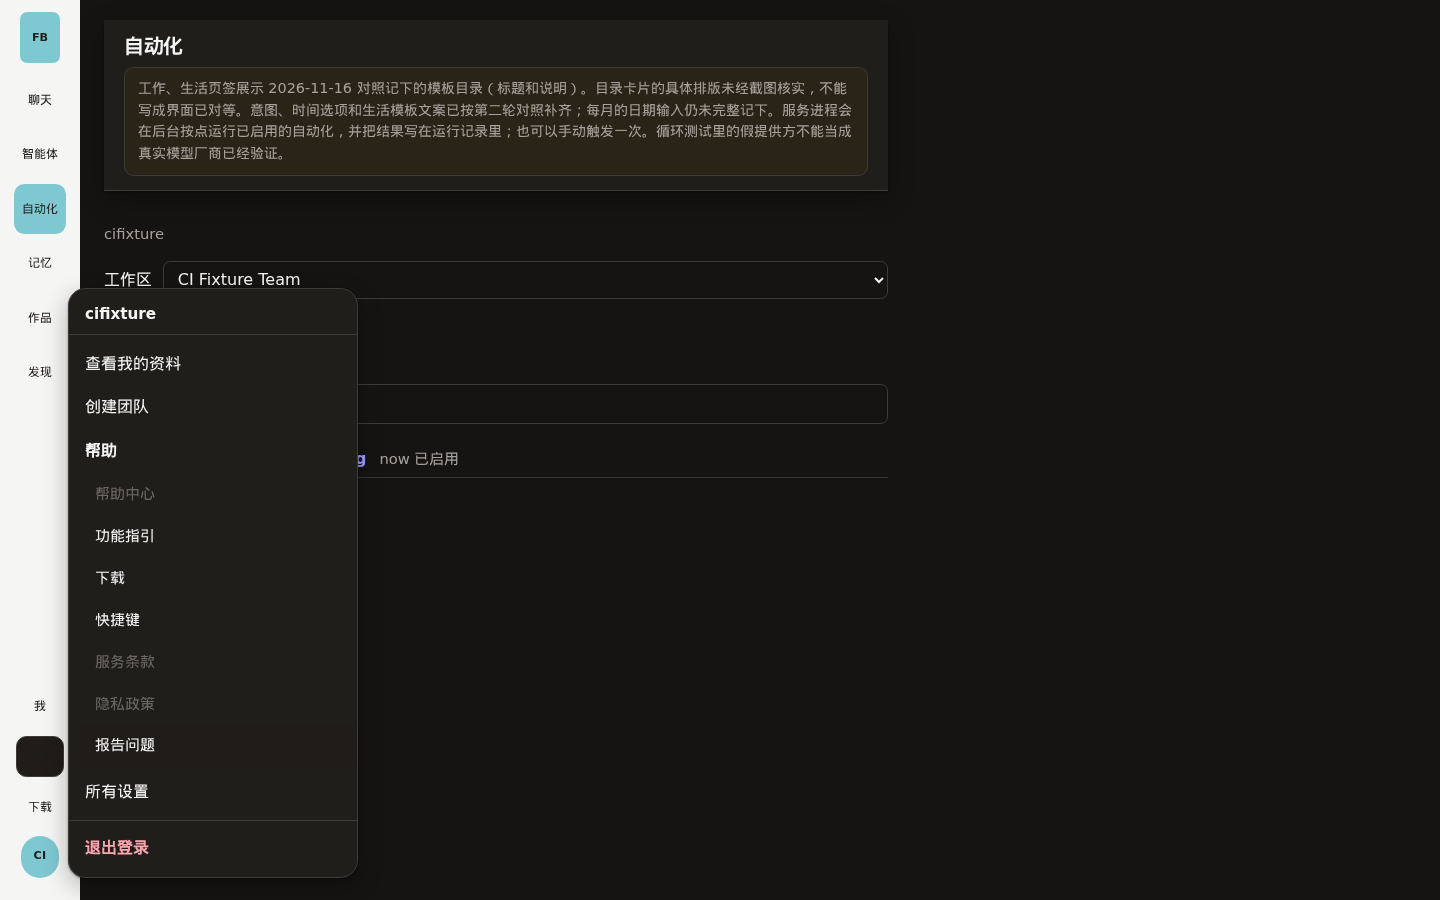 FB
聊天
智能体
自动化
记忆
作品
发现
我
下载
CI
自动化
工作、生活页签展示 2026-11-16 对照记下的模板目录（标题和说明）。目录卡片的具体排版未经截图核实，不能
写成界面已对等。意图、时间选项和生活模板文案已按第二轮对照补齐；每月的日期输入仍未完整记下。服务进程会
在后台按点运行已启用的自动化，并把结果写在运行记录里；也可以手动触发一次。循环测试里的假提供方不能当成
真实模型厂商已经验证。
cifixture
工作区 CI Fixture Team
g now 已启用
cifixture
查看我的资料
创建团队
帮助
帮助中心
功能指引
下载
快捷键
服务条款
隐私政策
报告问题
所有设置
退出登录